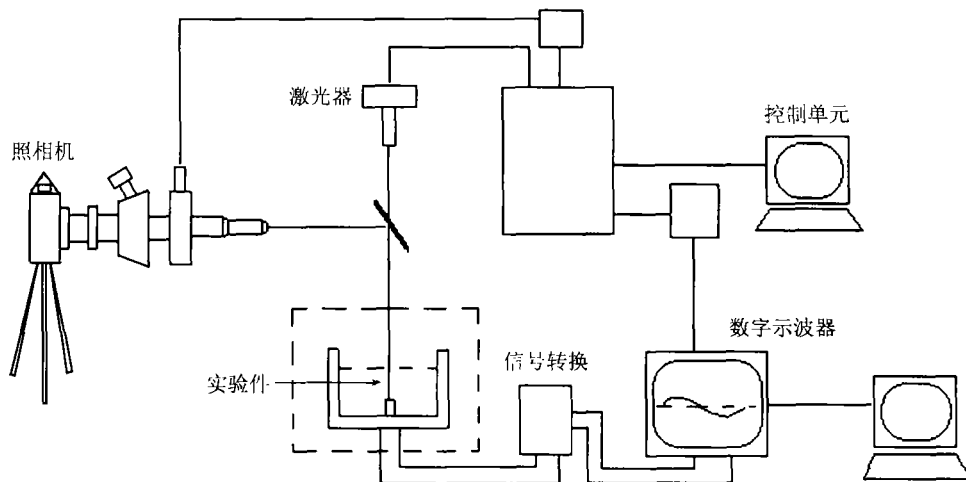 激光器
控制单元
照相机
数字示波器
信号转换
实验件